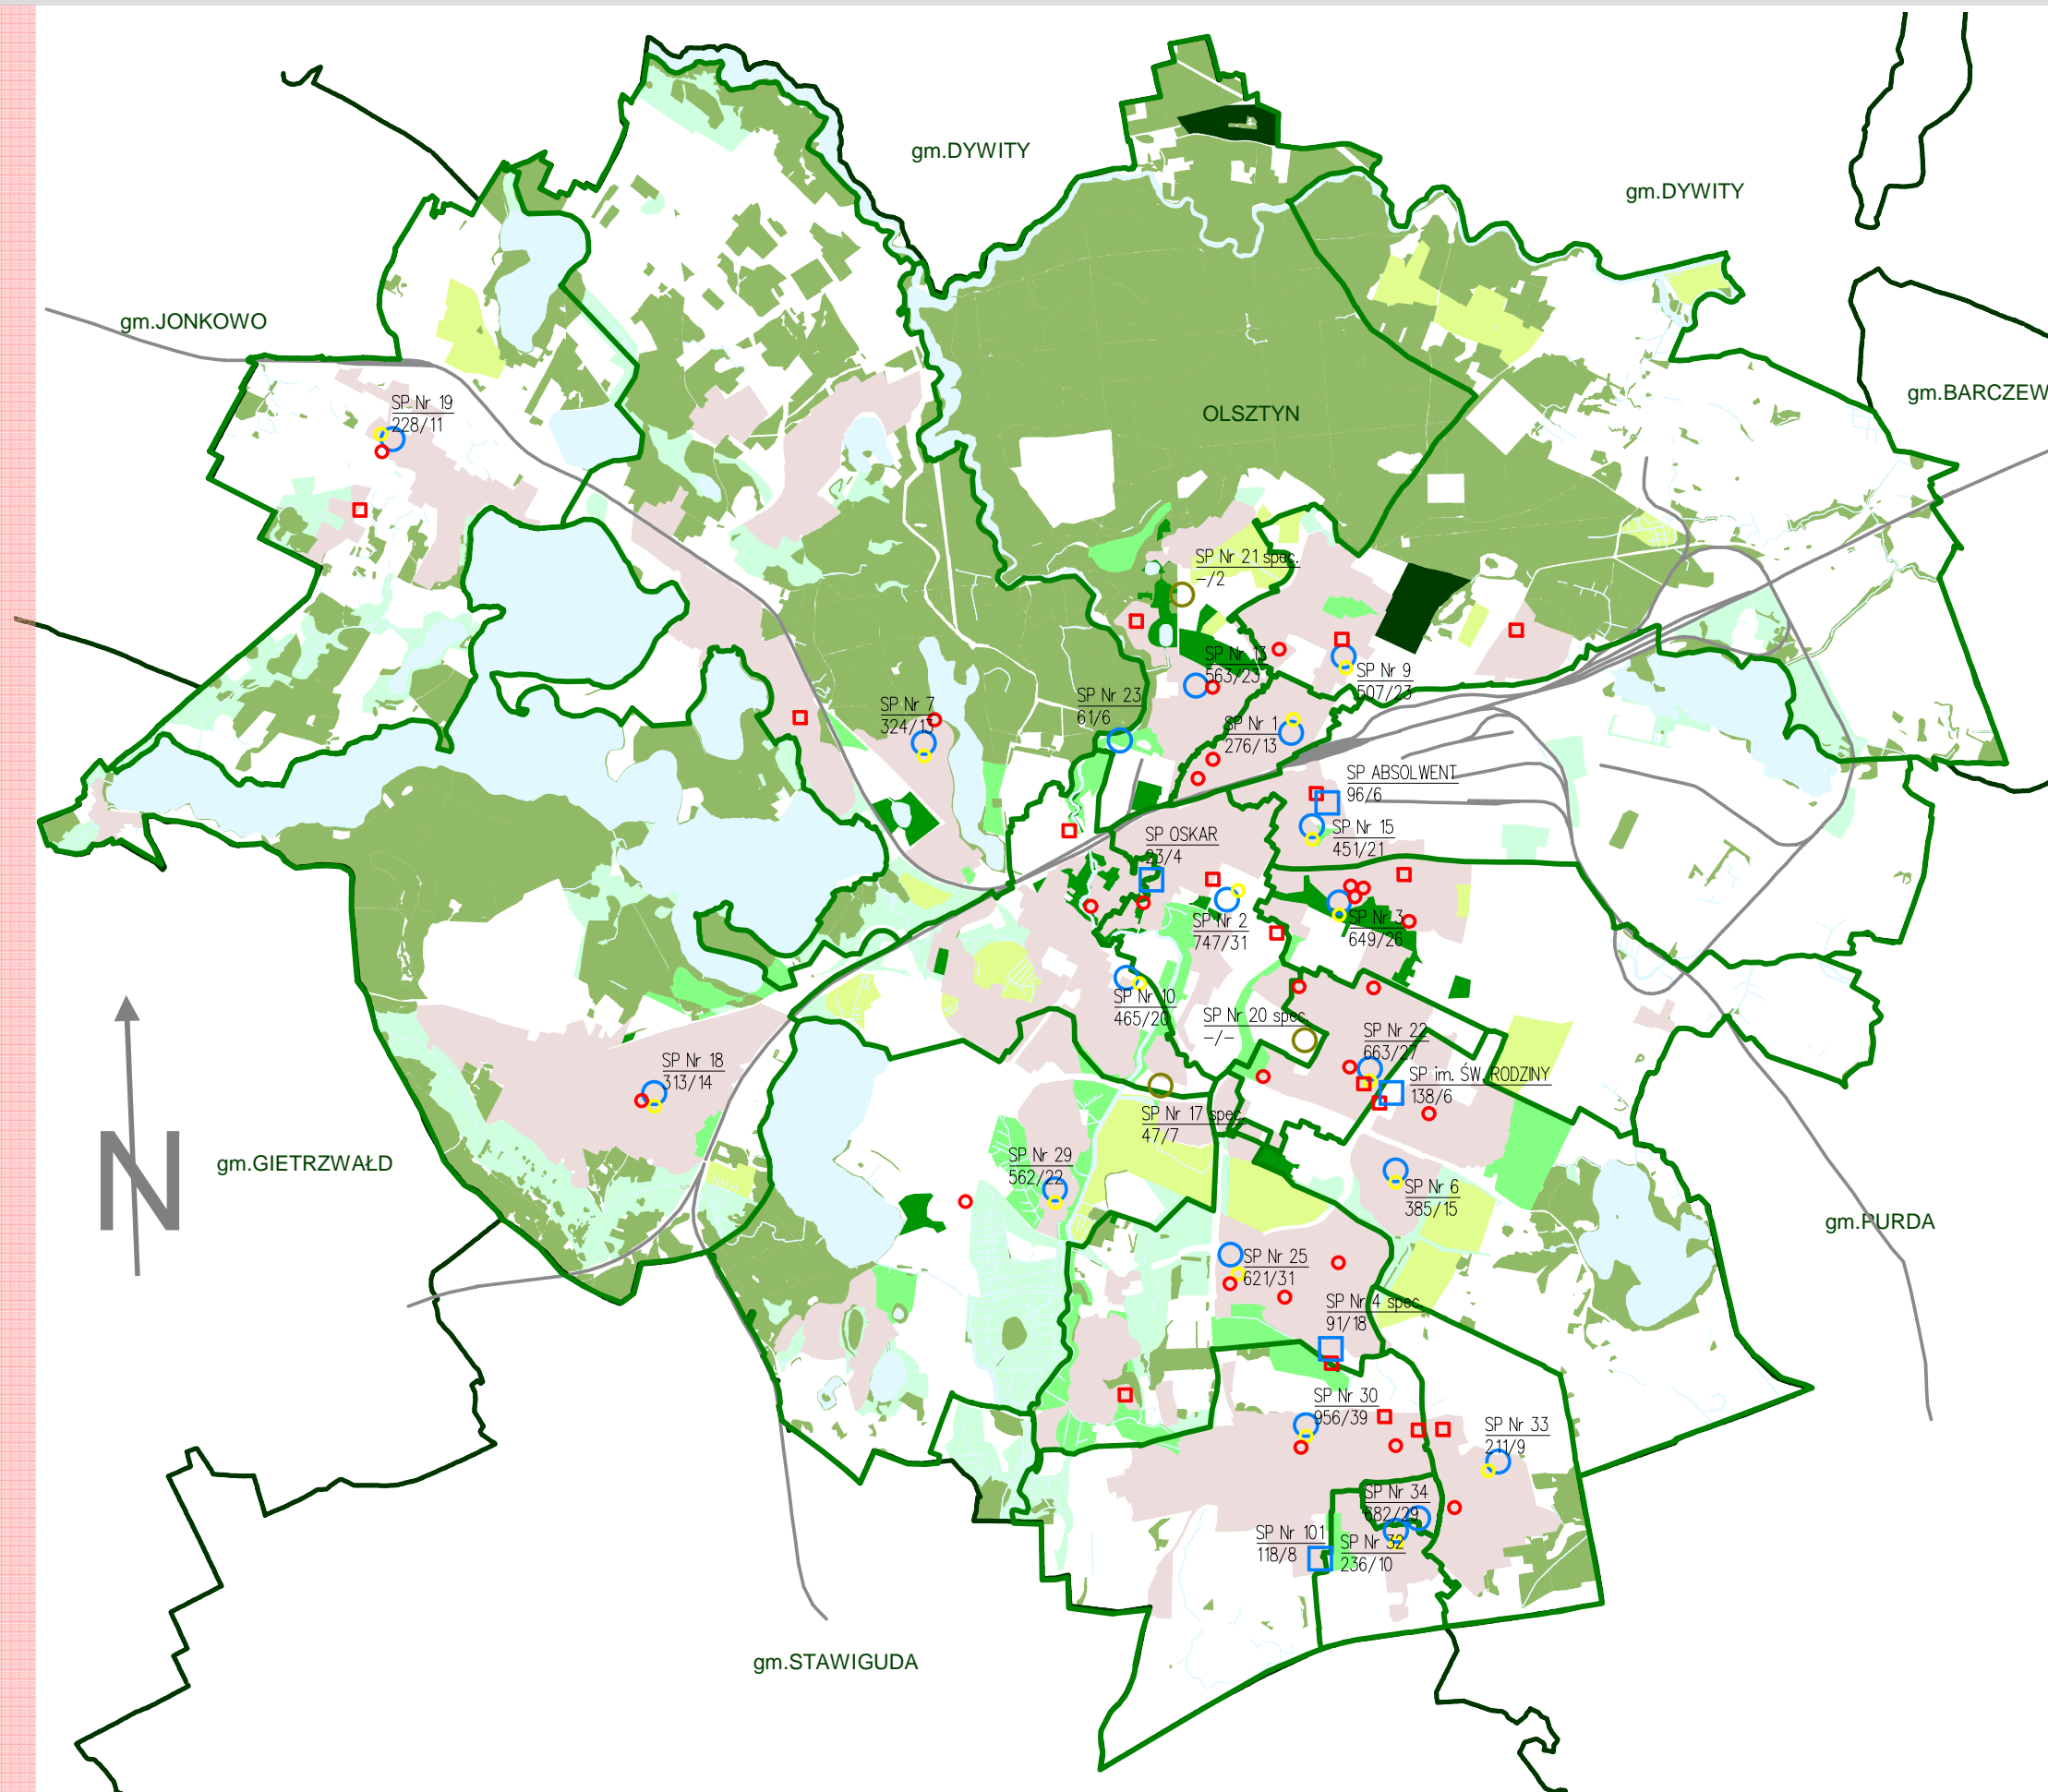 gm.DYWITY
gm.DYWITY
gm.JONKOWO
gm.BARCZEW
SP Nr 19
228/11
OLSZTYN
SP Nr 21 spec.
-/2
SP Nr 13
563/23
SP Nr 9
507/23
SP Nr 23
61/6
SP Nr 7
324/13
SP Nr 1
276/13
SP ABSOLWENT
96/6
SP Nr 15
451/21
SP OSKAR
23/4
SP Nr 2
747/31
SP Nr 3
649/26
SP Nr 10
465/20
SP Nr 20 spec.
-/-
SP Nr 22
663/27
SP im. ŚW. RODZINY
138/6
SP Nr 18
313/14
SP Nr 17 spec.
47/7
N
gm.GIETRZWAŁD
SP Nr 29
562/22
SP Nr 6
385/15
gm.PURDA
SP Nr 25
621/31
SP Nr 4 spec.
91/18
SP Nr 30
956/39
SP Nr 33
211/9
SP Nr 34
682/29
SP Nr 101
118/8
SP Nr 32
236/10
gm.STAWIGUDA